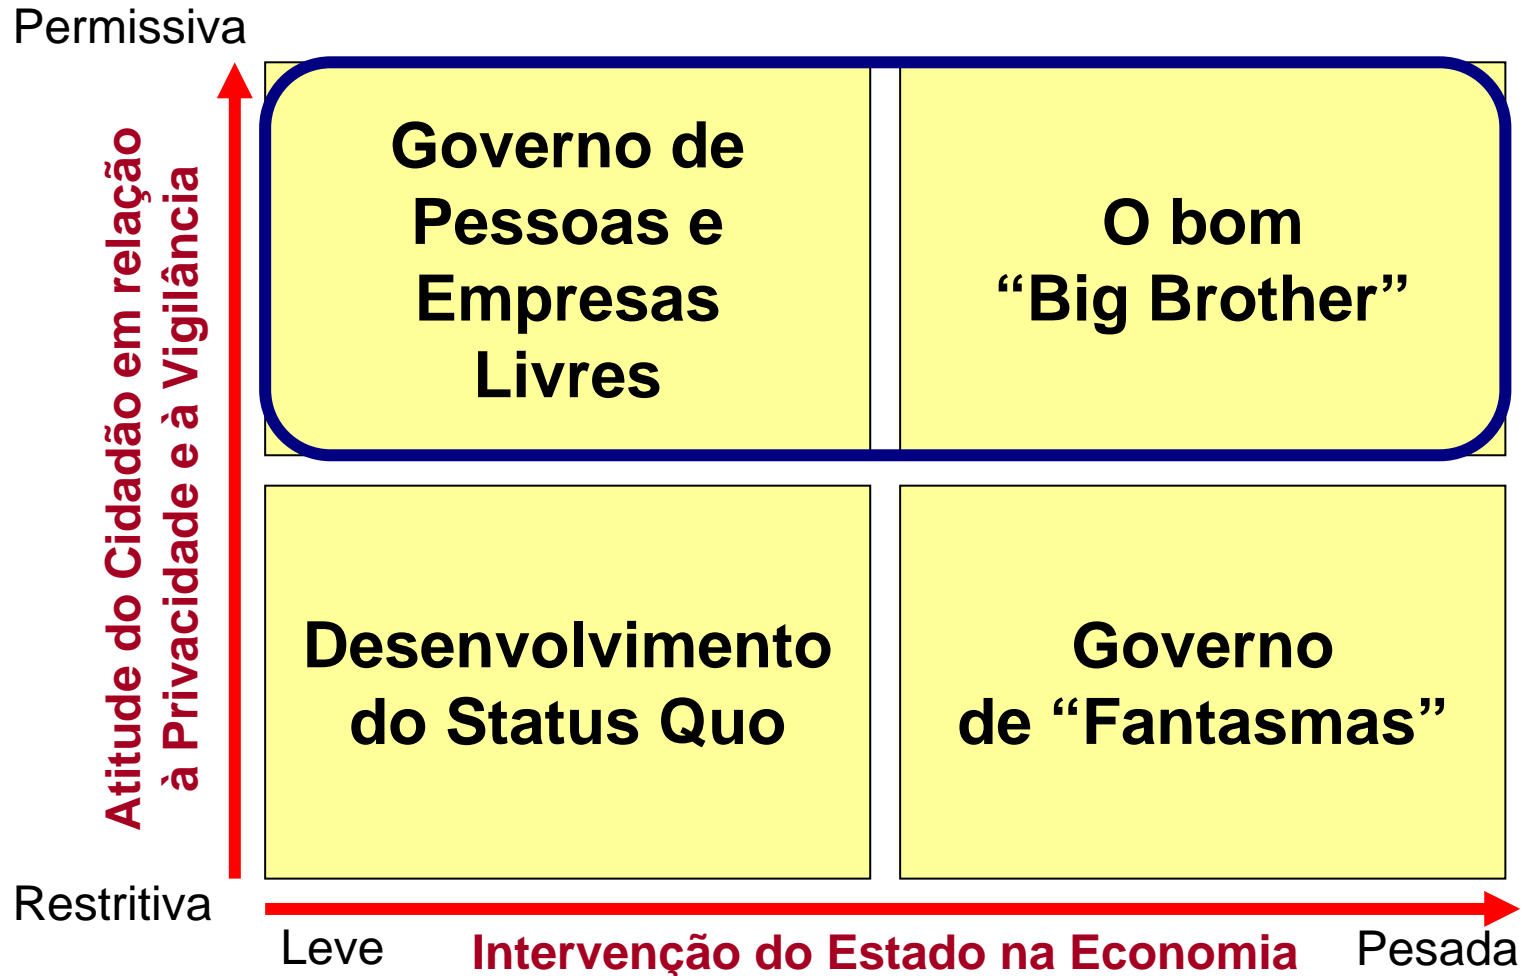 Permissiva
Atitude do Cidadão em relação
à Privacidade e à Vigilância
Governo de
Pessoas e
Empresas
Livres
O bom
“Big Brother”
Desenvolvimento
do Status Quo
Governo
de “Fantasmas”
Restritiva
Leve
Intervenção do Estado na Economia
Pesada